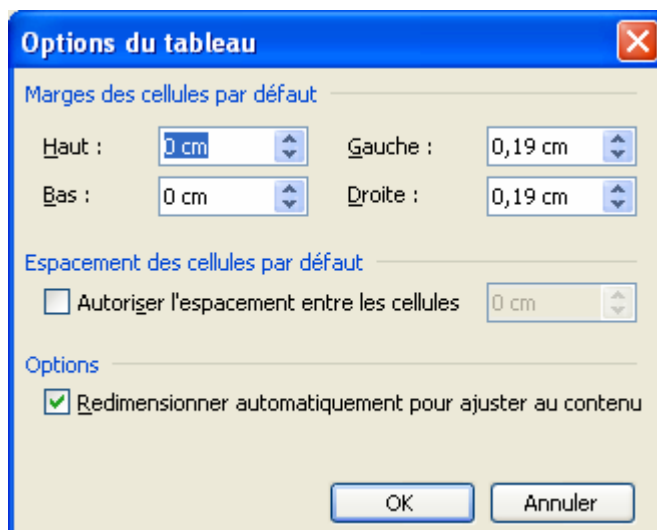 Options du tableau
Marges des cellules par défaut
Haut : 0 cm Gauche : 0,19 cm
Bas : 0 cm Droite : 0,19 cm
Espacement des cellules par défaut
Autoriser l'espacement entre les cellules 0 cm
Options
Redimensionner automatiquement pour ajuster au contenu
OK Annuler